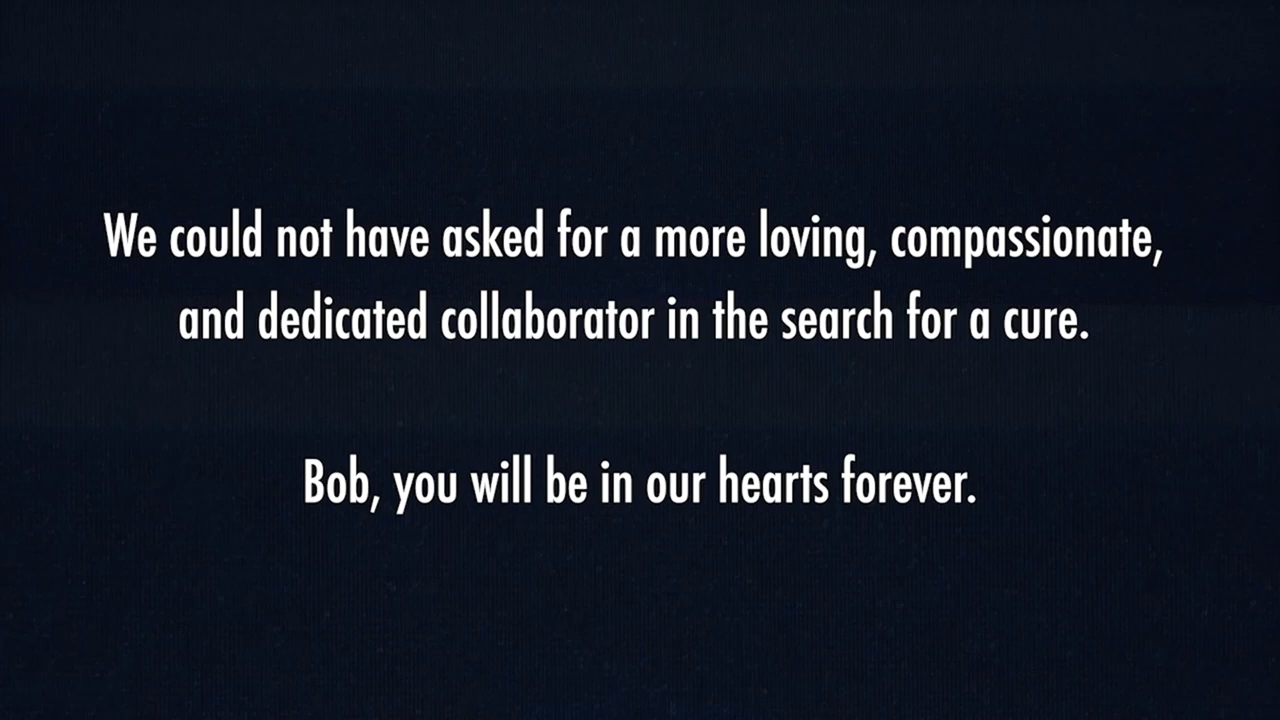 We could not have asked for a more loving, compassionate,
and dedicated collaborator in the search for a cure.
Bob, you will be in our hearts forever.